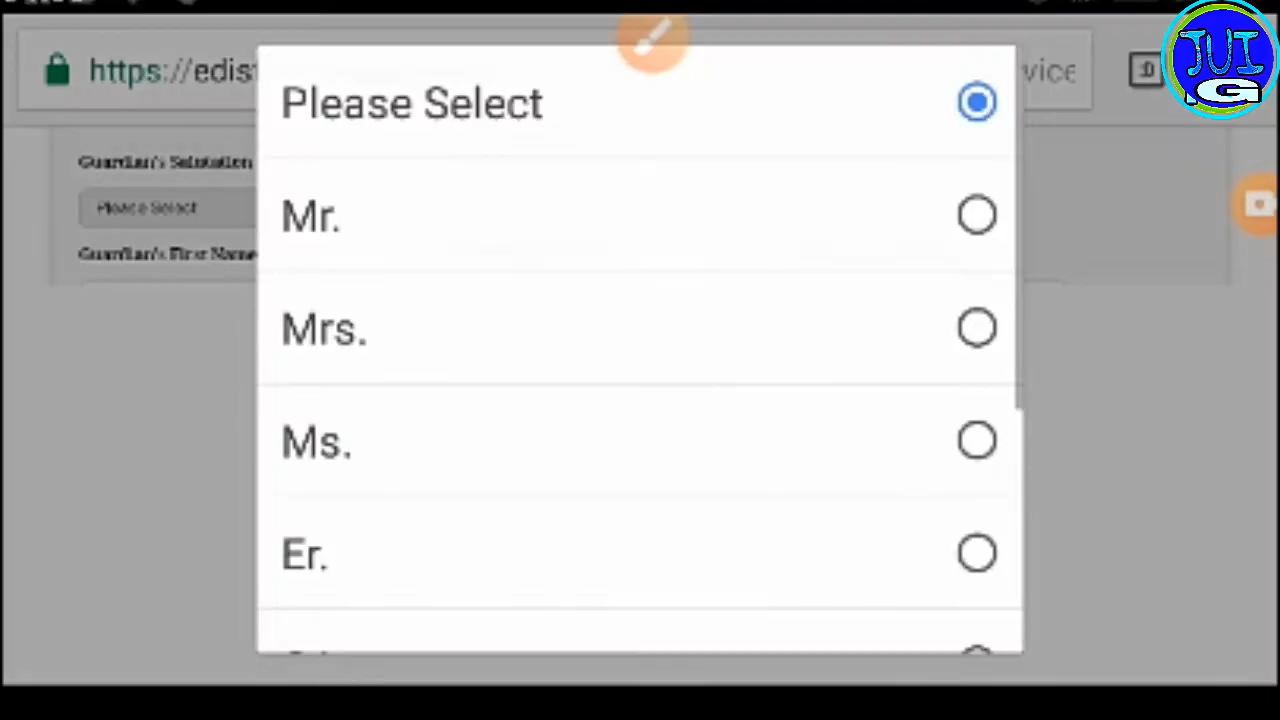 https://edis
vice
:D
JUI
G
Please Select
Guardian's Salutation
Please Select
Guardian's First Name
Mr.
Mrs.
Ms.
Er.